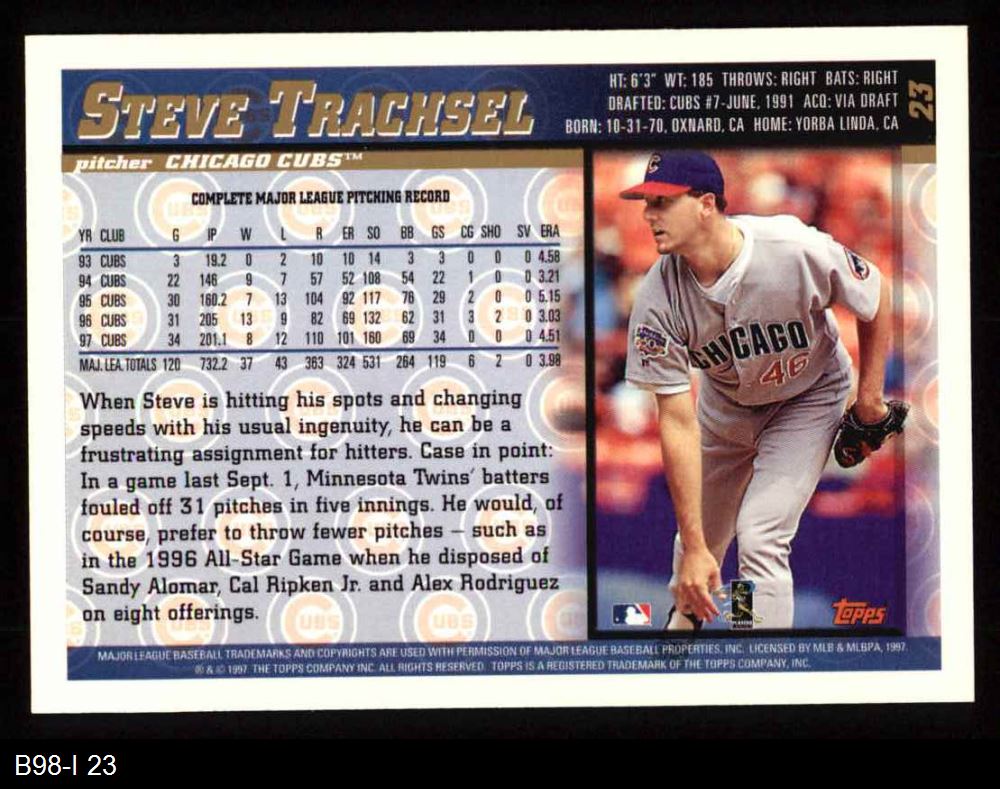 STEVE TRACHSEL
HT: 6'3" WT: 185 THROWS: RIGHT BATS: RIGHT
DRAFTED: CUBS #7-JUNE, 1991 ACQ: VIA DRAFT
BORN: 10-31-70, OXNARD, CA HOME: YORBA LINDA, CA
23
pitcher CHICAGO CUBS™
COMPLETE MAJOR LEAGUE PITCHING RECORD
YR CLUB G IP W L R ER SO BB GS CG SHO SV ERA
93 CUBS 3 19.2 0 2 10 10 14 3 3 0 0 0 4.58
94 CUBS 22 146 9 7 57 52 108 54 22 1 0 0 3.21
95 CUBS 30 160.2 7 13 104 92 117 76 29 2 0 0 5.15
96 CUBS 31 205 13 9 82 69 132 62 31 3 2 0 3.03
97 CUBS 34 201.1 8 12 110 101 160 69 34 0 0 0 4.51
MAJ. LEA. TOTALS 120 732.2 37 43 363 324 531 264 119 6 2 0 3.98
When Steve is hitting his spots and changing
speeds with his usual ingenuity, he can be a
frustrating assignment for hitters. Case in point:
In a game last Sept. 1, Minnesota Twins' batters
fouled off 31 pitches in five innings. He would, of
course, prefer to throw fewer pitches – such as
in the 1996 All-Star Game when he disposed of
Sandy Alomar, Cal Ripken Jr. and Alex Rodriguez
on eight offerings.
CHICAGO
46
Topps
MAJOR LEAGUE BASEBALL TRADEMARKS AND COPYRIGHTS ARE USED WITH PERMISSION OF MAJOR LEAGUE BASEBALL PROPERTIES, INC. LICENSED BY MLB & MLBPA, 1997.
® & © 1997 THE TOPPS COMPANY INC. ALL RIGHTS RESERVED. TOPPS IS A REGISTERED TRADEMARK OF THE TOPPS COMPANY, INC.
B98-I 23